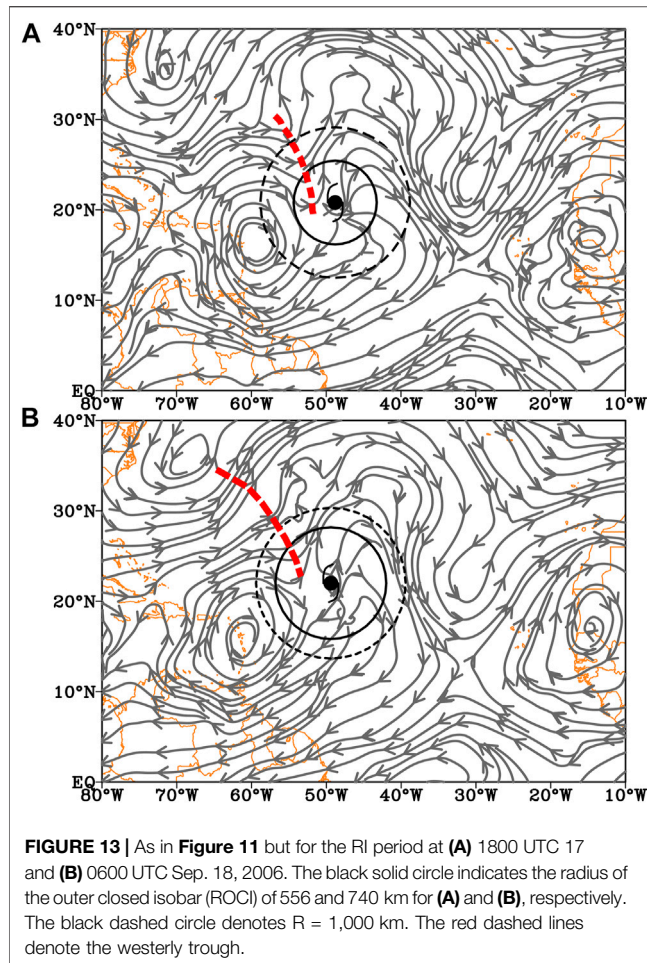 A
40°N
30°N
20°N
10°N
EQ
80°W 70°W 60°W 50°W 40°W 30°W 20°W 10°W
B
40°N
30°N
20°N
10°N
EQ
80°W 70°W 60°W 50°W 40°W 30°W 20°W 10°W
FIGURE 13 | As in Figure 11 but for the RI period at (A) 1800 UTC 17
and (B) 0600 UTC Sep. 18, 2006. The black solid circle indicates the radius of
the outer closed isobar (ROCI) of 556 and 740 km for (A) and (B), respectively.
The black dashed circle denotes R = 1,000 km. The red dashed lines
denote the westerly trough.